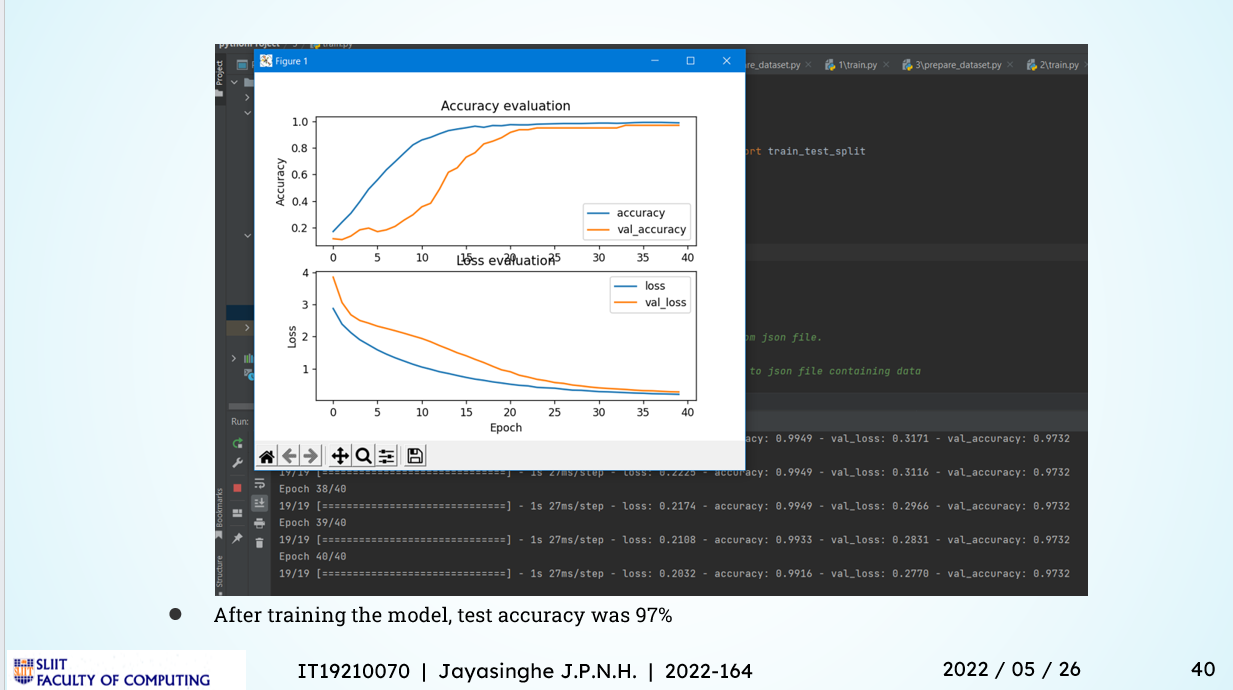 train.py
Project
Figure 1
re_dataset.py
1\train.py
3\prepare_dataset.py
2\train.py
Accuracy evaluation
1.0
0.8
0.6
0.4
0.2
Accuracy
accuracy
val_accuracy
0 5 10 15 20 25 30 35 40
Loss evaluation
4
3
2
1
Loss
loss
val_loss
0 5 10 15 20 25 30 35 40
Epoch
ort train_test_split
om json file.
to json file containing data
Run:
acy: 0.9949 - val_loss: 0.3171 - val_accuracy: 0.9732
19/19 [==============================] - 1s 27ms/step - loss: 0.2225 - accuracy: 0.9949 - val_loss: 0.3116 - val_accuracy: 0.9732
Epoch 38/40
19/19 [==============================] - 1s 27ms/step - loss: 0.2174 - accuracy: 0.9949 - val_loss: 0.2966 - val_accuracy: 0.9732
Epoch 39/40
19/19 [==============================] - 1s 27ms/step - loss: 0.2108 - accuracy: 0.9933 - val_loss: 0.2831 - val_accuracy: 0.9732
Epoch 40/40
19/19 [==============================] - 1s 27ms/step - loss: 0.2032 - accuracy: 0.9916 - val_loss: 0.2770 - val_accuracy: 0.9732
Bookmarks
Structure
● After training the model, test accuracy was 97%
SLIIT
FACULTY OF COMPUTING
IT19210070 | Jayasinghe J.P.N.H. | 2022-164
2022 / 05 / 26
40